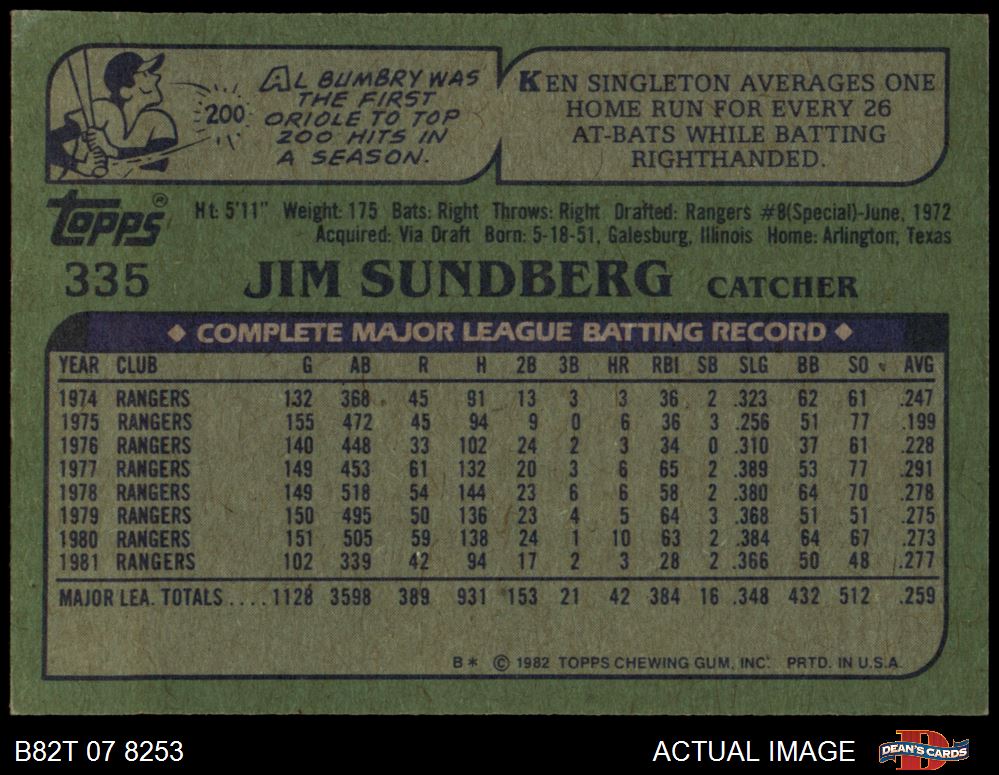 200
AL BUMBRY WAS
THE FIRST
ORIOLE TO TOP
200 HITS IN
A SEASON.
KEN SINGLETON AVERAGES ONE
HOME RUN FOR EVERY 26
AT-BATS WHILE BATTING
RIGHTHANDED.
Topps®
Ht: 5'11" Weight: 175 Bats: Right Throws: Right Drafted: Rangers #8(Special)-June, 1972
Acquired: Via Draft Born: 5-18-51, Galesburg, Illinois Home: Arlington, Texas
335 JIM SUNDBERG CATCHER
◆ COMPLETE MAJOR LEAGUE BATTING RECORD ◆
YEAR CLUB G AB R H 2B 3B HR RBI SB SLG BB SO AVG
1974 RANGERS 132 368 45 91 13 3 3 36 2 .323 62 61 .247
1975 RANGERS 155 472 45 94 9 0 6 36 3 .256 51 77 .199
1976 RANGERS 140 448 33 102 24 2 3 34 0 .310 37 61 .228
1977 RANGERS 149 453 61 132 20 3 6 65 2 .389 53 77 .291
1978 RANGERS 149 518 54 144 23 6 6 58 2 .380 64 70 .278
1979 RANGERS 150 495 50 136 23 4 5 64 3 .368 51 51 .275
1980 RANGERS 151 505 59 138 24 1 10 63 2 .384 64 67 .273
1981 RANGERS 102 339 42 94 17 2 3 28 2 .366 50 48 .277
MAJOR LEA. TOTALS .... 1128 3598 389 931 153 21 42 384 16 .348 432 512 .259
B* © 1982 TOPPS CHEWING GUM, INC. PRTD. IN U.S.A.
B82T 07 8253
ACTUAL IMAGE
D
DEAN'S CARDS